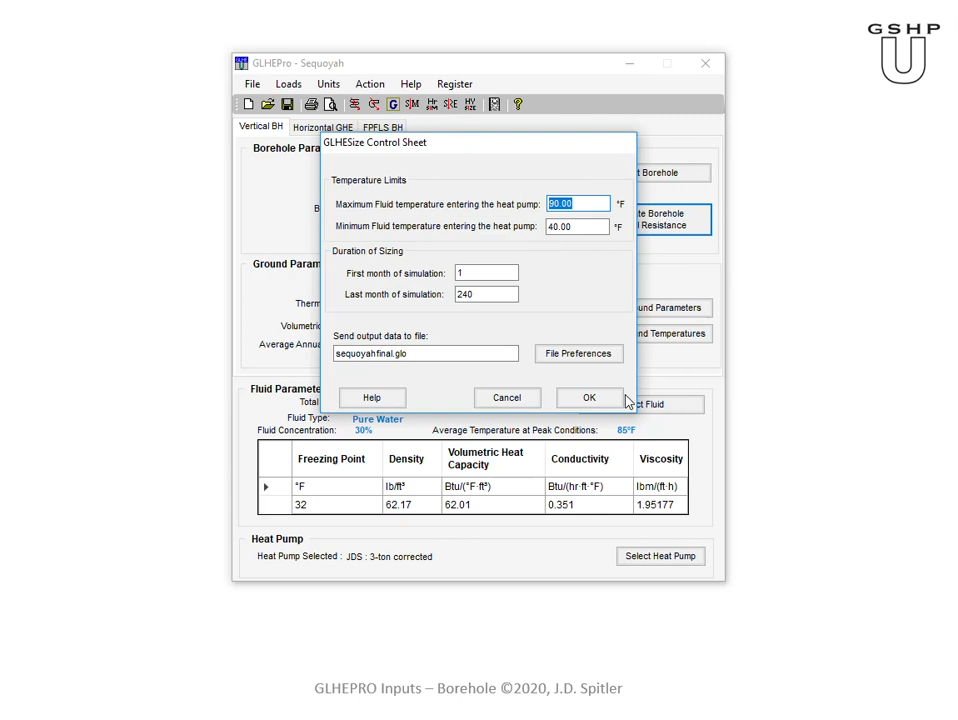 GSHP
U
GLHEPro - Sequoyah
File Loads Units Action Help Register
G SIM Hr SIM SRE HY SIZE ?
Vertical BH Horizontal GHE FPFLS BH
Borehole Para
GLHESize Control Sheet
t Borehole
Temperature Limits
Maximum Fluid temperature entering the heat pump: 90.00 °F
te Borehole
l Resistance
B
Minimum Fluid temperature entering the heat pump: 40.00 °F
Duration of Sizing
Ground Param
First month of simulation: 1
Last month of simulation: 240
Therm
und Parameters
Volumetric
Send output data to file:
nd Temperatures
Average Annua
sequoyahfinal.glo File Preferences
Fluid Paramete
Help Cancel OK
Total
ct Fluid
Fluid Type: Pure Water
Fluid Concentration: 30% Average Temperature at Peak Conditions: 85°F
Freezing Point Density Volumetric Heat Capacity Conductivity Viscosity
°F lb/ft³ Btu/(°F·ft³) Btu/(hr·ft·°F) lbm/(ft·h)
32 62.17 62.01 0.351 1.95177
Heat Pump
Heat Pump Selected : JDS : 3-ton corrected Select Heat Pump
GLHEPRO Inputs – Borehole ©2020, J.D. Spitler